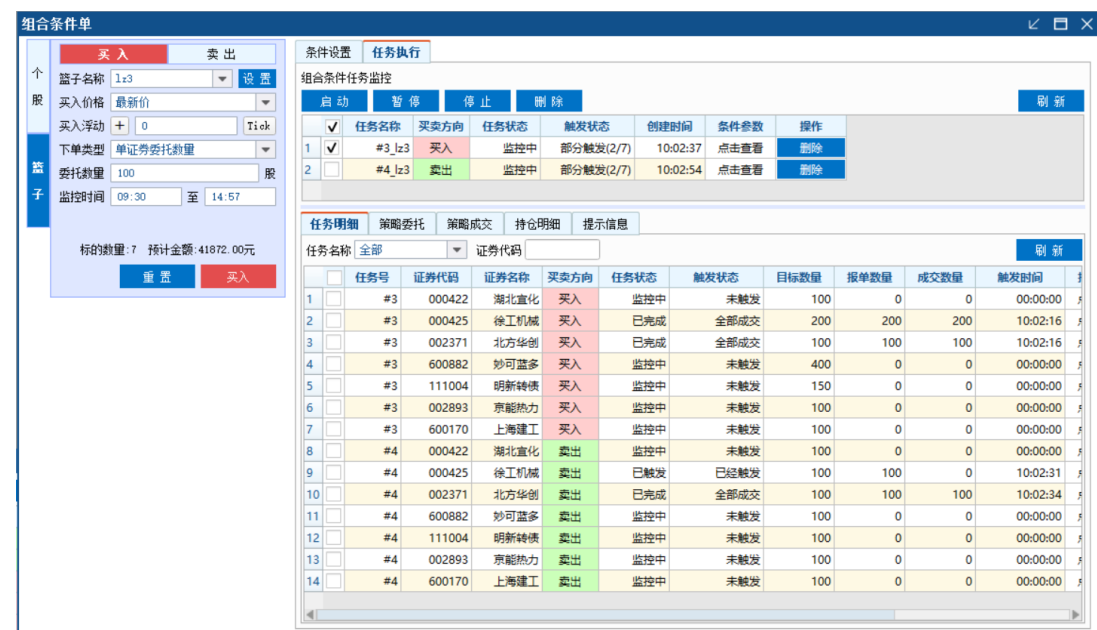 组合条件单
个
股
篮
子
买 入 卖 出
篮子名称 lz3 设 置
买入价格 最新价
买入浮动 + 0 Tick
下单类型 单证券委托数量
委托数量 100 股
监控时间 09:30 至 14:57
标的数量:7 预计金额:41872.00元
重 置 买入
条件设置 任务执行
组合条件任务监控
启 动 暂 停 停 止 删 除 刷 新
任务名称 买卖方向 任务状态 触发状态 创建时间 条件参数 操作
1 #3_lz3 买入 监控中 部分触发(2/7) 10:02:37 点击查看 删除
2 #4_lz3 卖出 监控中 部分触发(2/7) 10:02:54 点击查看 删除
任务明细 策略委托 策略成交 持仓明细 提示信息
任务名称 全部 证券代码 刷 新
任务号 证券代码 证券名称 买卖方向 任务状态 触发状态 目标数量 报单数量 成交数量 触发时间
1 #3 000422 湖北宜化 买入 监控中 未触发 100 0 0 00:00:00
2 #3 000425 徐工机械 买入 已完成 全部成交 200 200 200 10:02:16
3 #3 002371 北方华创 买入 已完成 全部成交 100 100 100 10:02:16
4 #3 600882 妙可蓝多 买入 监控中 未触发 400 0 0 00:00:00
5 #3 111004 明新转债 买入 监控中 未触发 150 0 0 00:00:00
6 #3 002893 京能热力 买入 监控中 未触发 100 0 0 00:00:00
7 #3 600170 上海建工 买入 监控中 未触发 100 0 0 00:00:00
8 #4 000422 湖北宜化 卖出 监控中 未触发 100 0 0 00:00:00
9 #4 000425 徐工机械 卖出 已触发 已经触发 100 100 0 10:02:31
10 #4 002371 北方华创 卖出 已完成 全部成交 100 100 100 10:02:34
11 #4 600882 妙可蓝多 卖出 监控中 未触发 100 0 0 00:00:00
12 #4 111004 明新转债 卖出 监控中 未触发 100 0 0 00:00:00
13 #4 002893 京能热力 卖出 监控中 未触发 100 0 0 00:00:00
14 #4 600170 上海建工 卖出 监控中 未触发 100 0 0 00:00:00